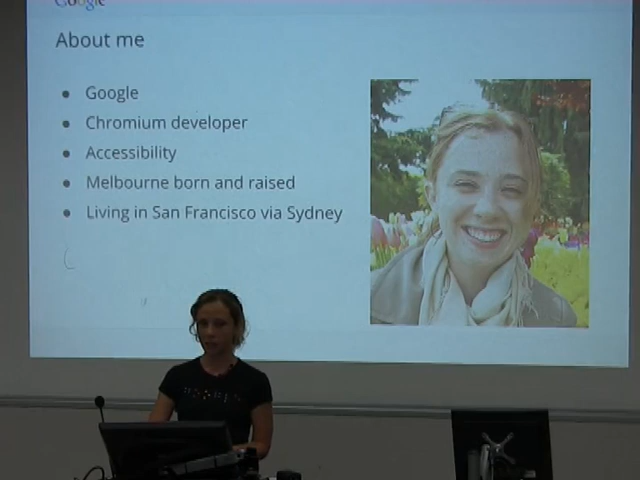 Google
About me
• Google
• Chromium developer
• Accessibility
• Melbourne born and raised
• Living in San Francisco via Sydney